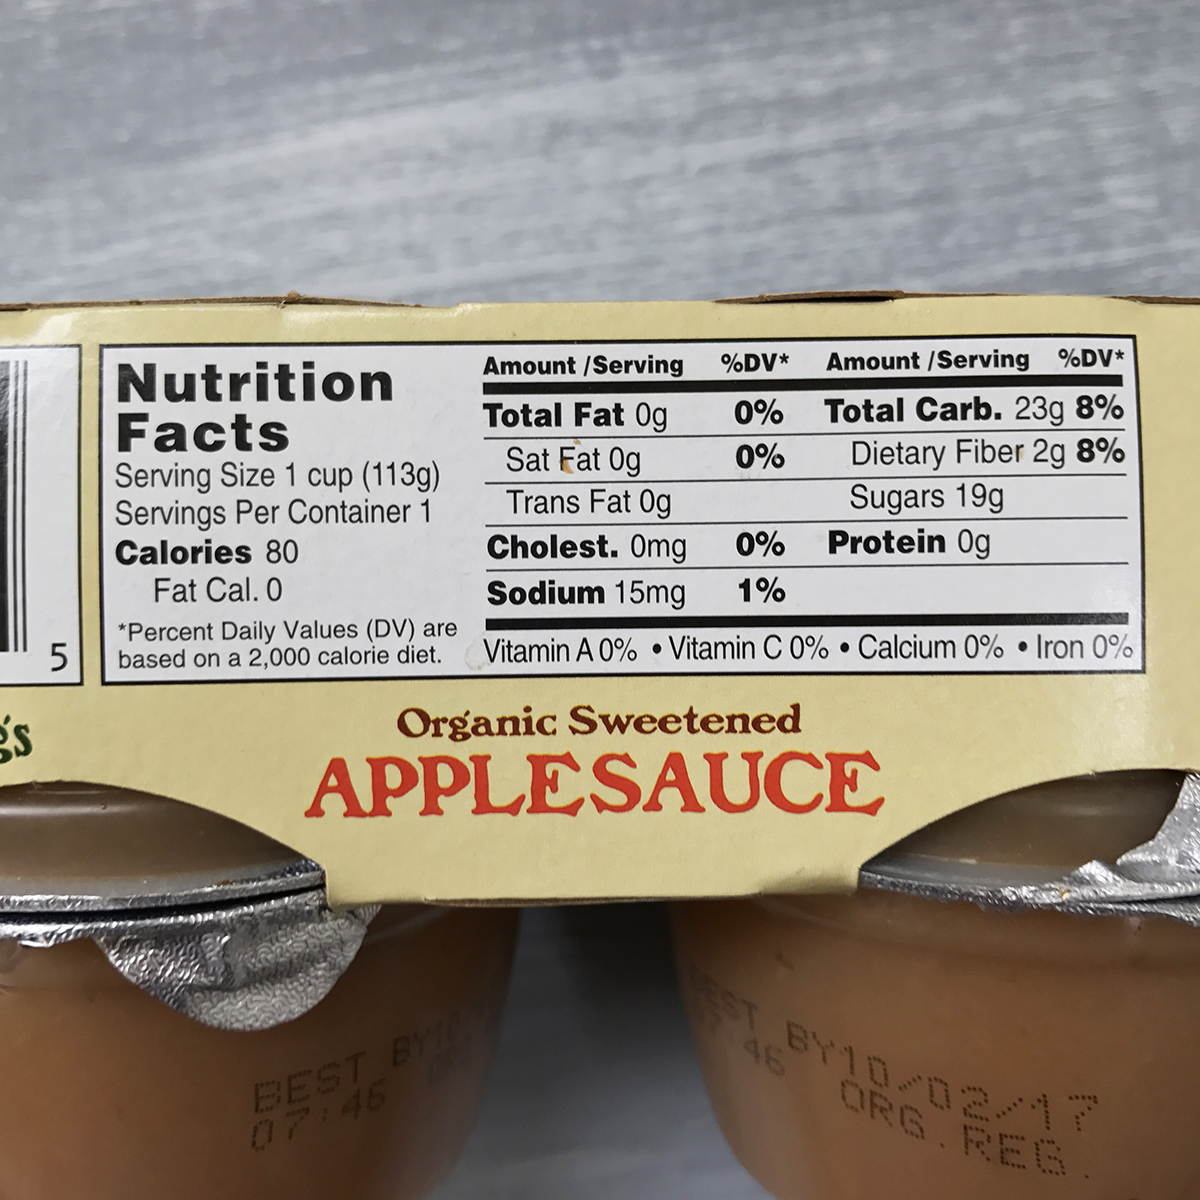 Nutrition
Facts
Serving Size 1 cup (113g)
Servings Per Container 1
Calories 80
Fat Cal. 0
*Percent Daily Values (DV) are
based on a 2,000 calorie diet.
Amount /Serving %DV*
Total Fat 0g 0%
Sat Fat 0g 0%
Trans Fat 0g
Cholest. 0mg 0%
Sodium 15mg 1%
Amount /Serving %DV*
Total Carb. 23g 8%
Dietary Fiber 2g 8%
Sugars 19g
Protein 0g
Vitamin A 0% • Vitamin C 0% • Calcium 0% • Iron 0%
5
Organic Sweetened
APPLESAUCE
BEST BY10
07:46
BEST BY10/02/17
46 ORG.REG.